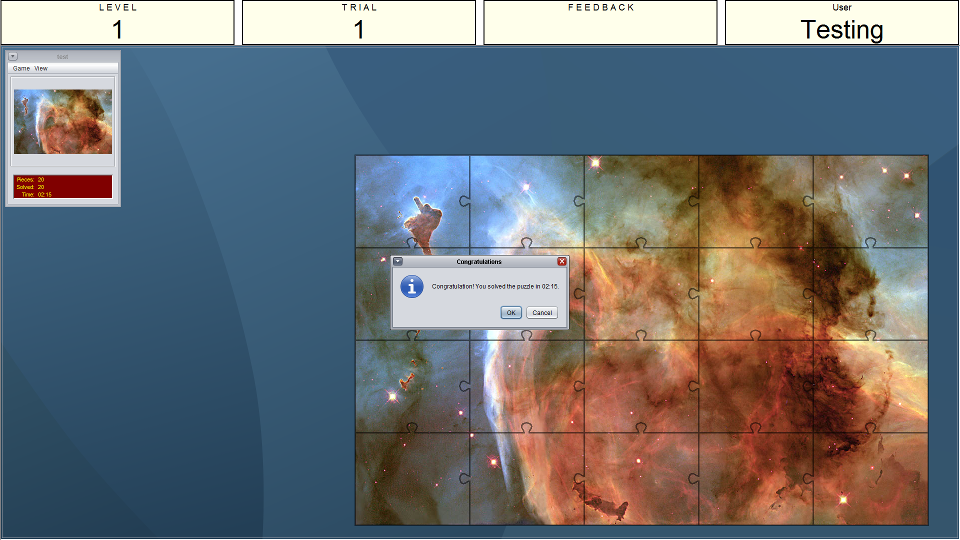 LEVEL
1
TRIAL
1
FEEDBACK
User
Testing
test
Game View
Pieces: 20
Solved: 20
Time: 02:15
Congratulations
Congratulation! You solved the puzzle in 02:15.
OK Cancel